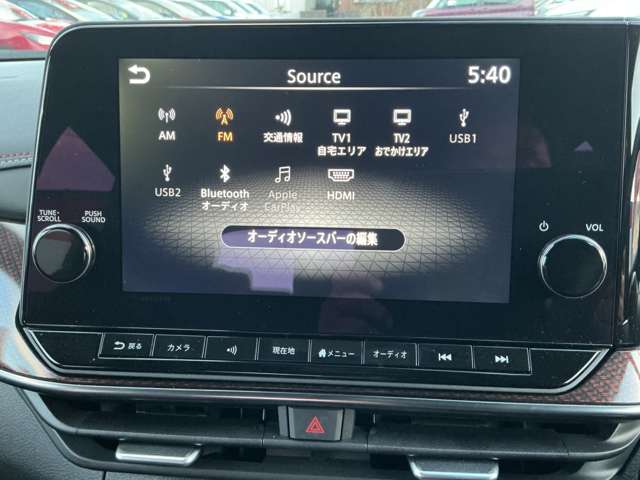 Source
5:40
AM
FM
交通情報
TV1
自宅エリア
TV2
おでかけエリア
USB1
USB2
Bluetooth
オーディオ
Apple
CarPlay
HDMI
オーディオソースバーの編集
TUNE・
SCROLL
PUSH
SOUND
VOL
戻る
カメラ
現在地
メニュー
オーディオ